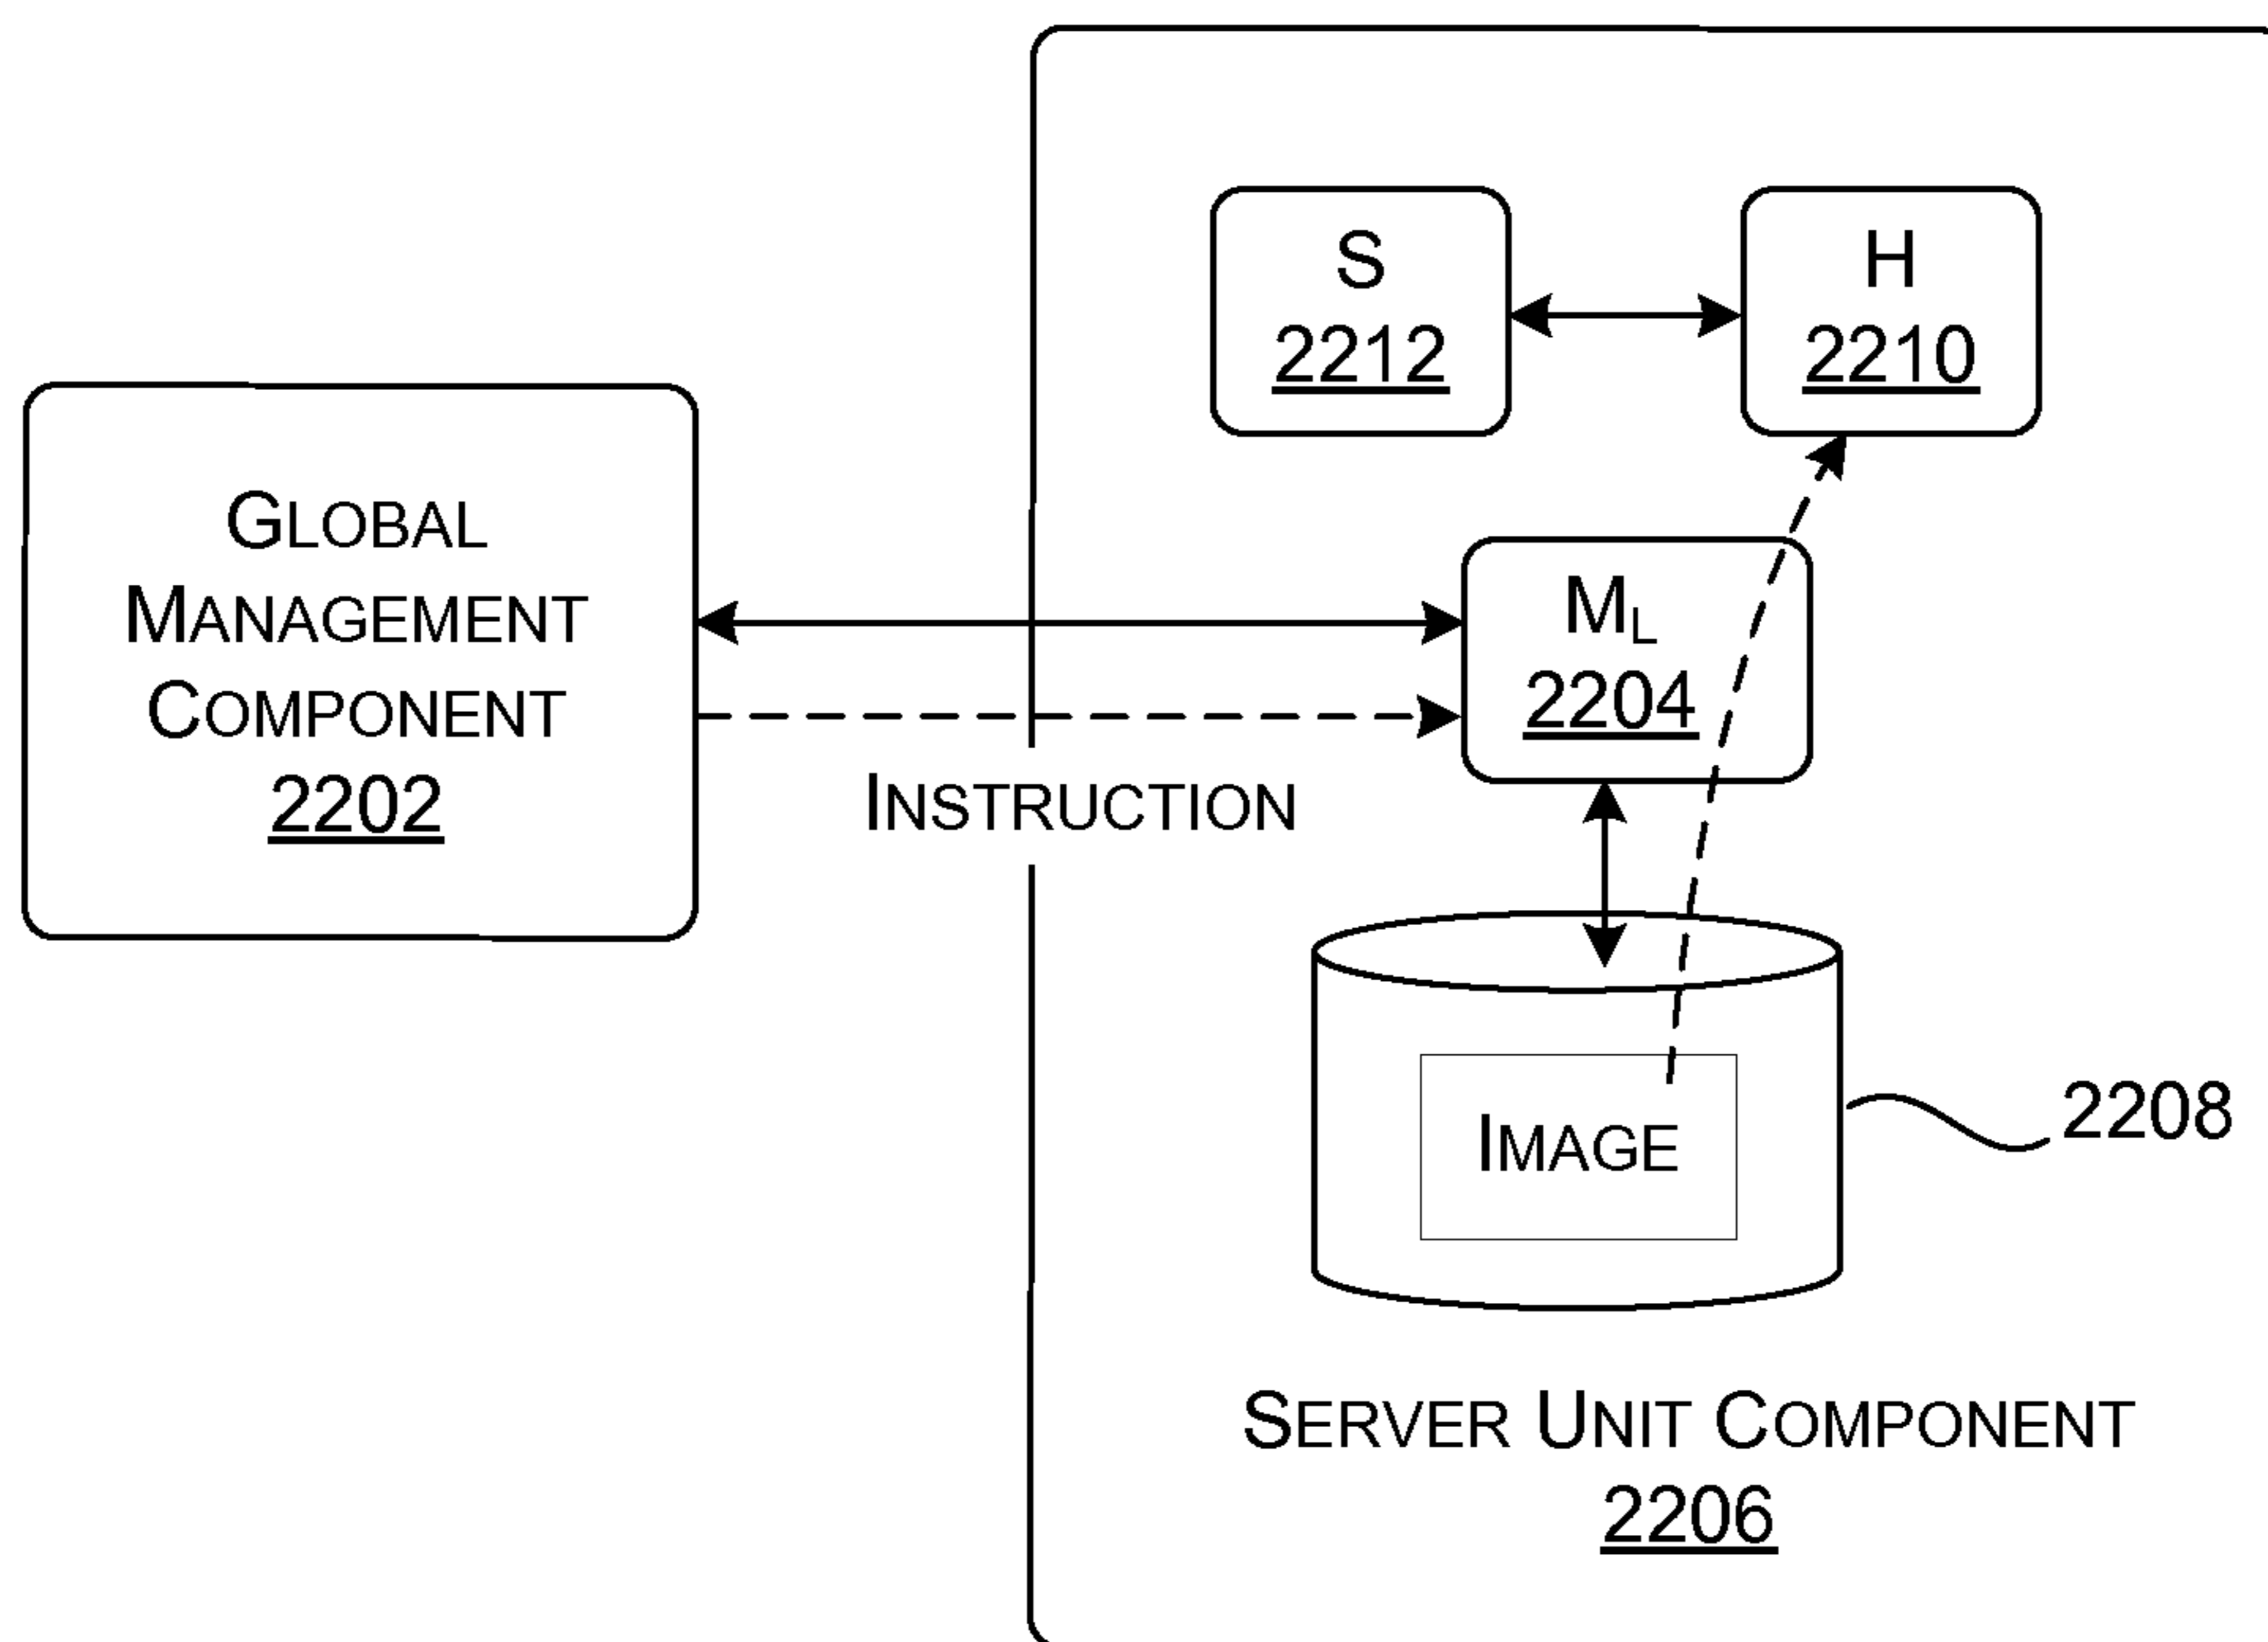 S
2212
H
2210
GLOBAL
MANAGEMENT
COMPONENT
2202
ML
2204
INSTRUCTION
IMAGE
2208
SERVER UNIT COMPONENT
2206